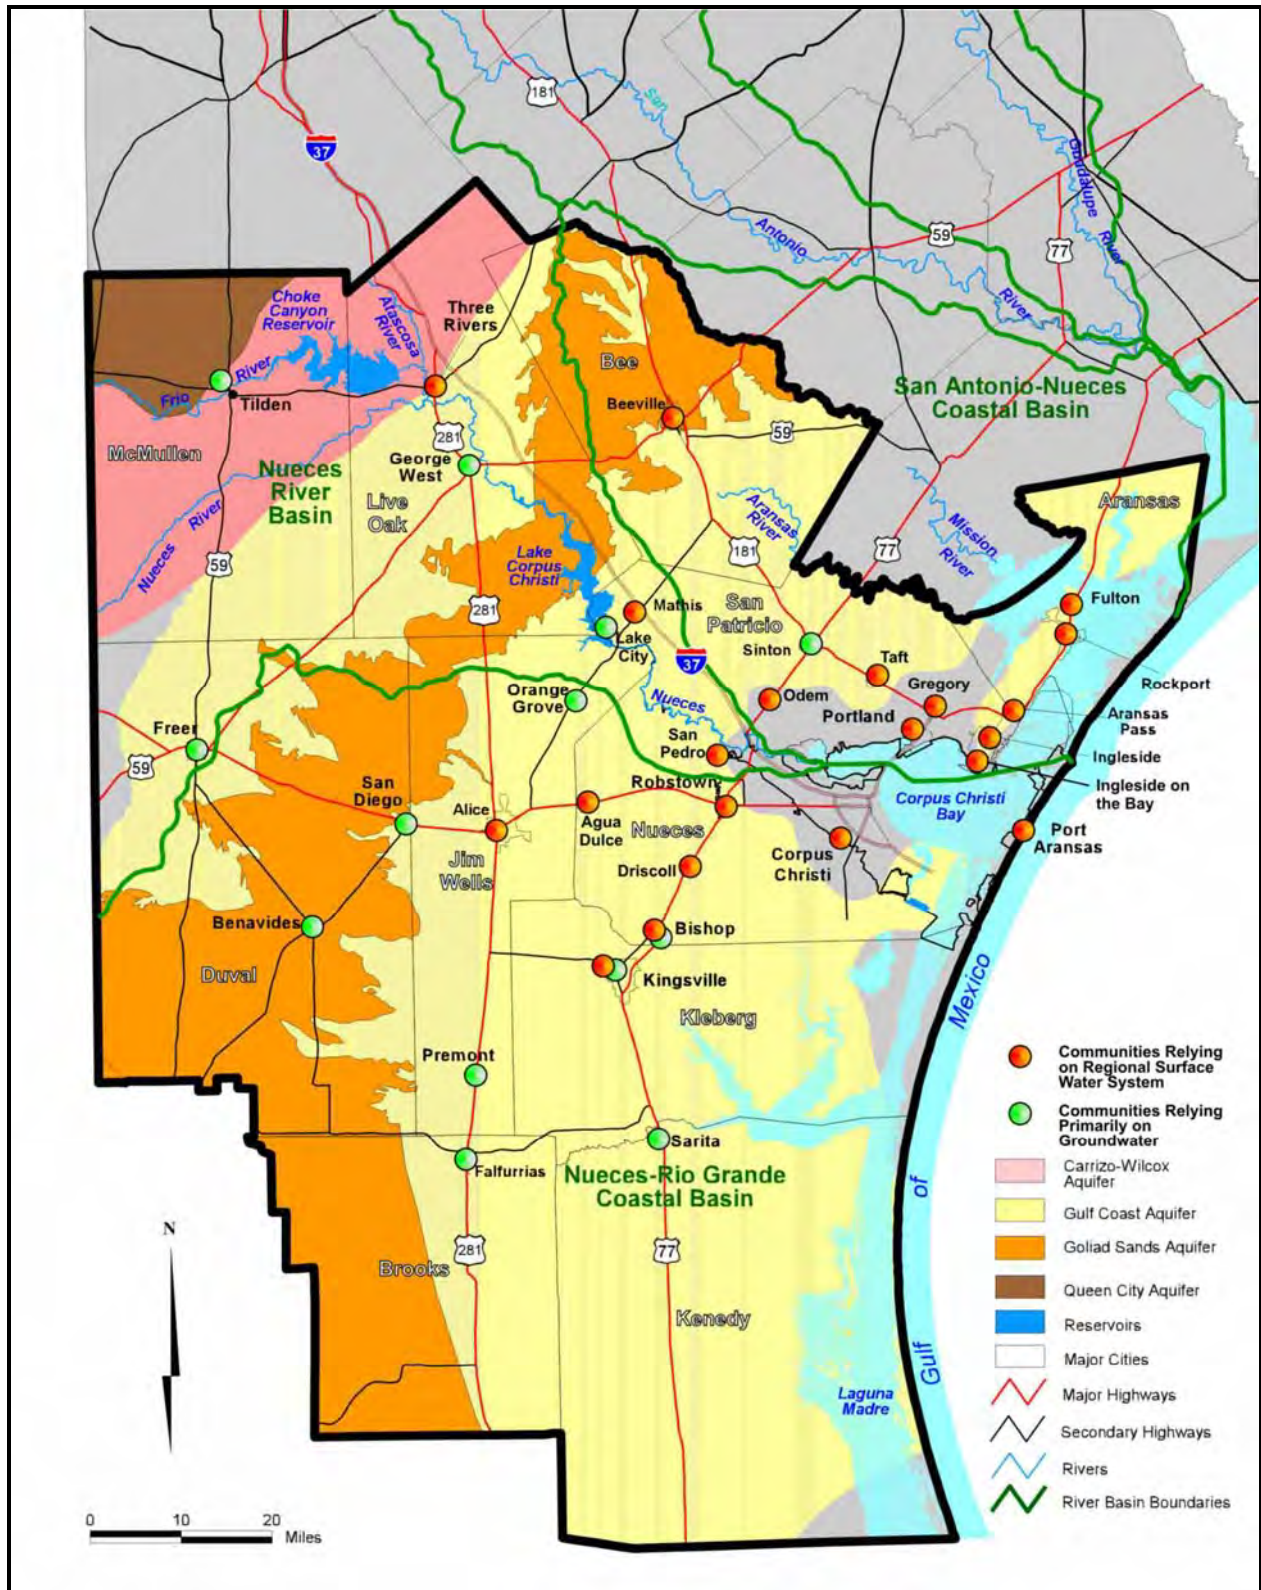 181
San
37
Guadalupe
River
Antonio
59
77
River
Choke
Canyon
Reservoir
Atascosa
River
Three
Rivers
Bee
River
Frio
Tilden
San Antonio-Nueces
Coastal Basin
Beeville
59
281
McMullen
Nueces
River
Basin
George
West
Live
Oak
Aransas
Aransas
River
Mission
River
Nueces
River
59
Lake
Corpus
Christi
181
77
281
Mathis
San
Patricio
Fulton
Lake
City
Sinton
37
Taft
Rockport
Orange
Grove
Nueces
Odem
Gregory
Portland
Aransas
Pass
Freer
San
Pedro
Ingleside
59
San
Diego
Robstown
Ingleside on
the Bay
Corpus Christi
Bay
Alice
Agua
Dulce
Nueces
Port
Aransas
Jim
Wells
Driscoll
Corpus
Christi
Benavides
Bishop
Duval
Kingsville
Kleberg
Premont
Sarita
Falfurrias
Nueces-Rio Grande
Coastal Basin
281
77
Brooks
Kenedy
Laguna
Madre
Gulf
of
Mexico
Communities Relying
on Regional Surface
Water System
Communities Relying
Primarily on
Groundwater
Carrizo-Wilcox
Aquifer
Gulf Coast Aquifer
Goliad Sands Aquifer
Queen City Aquifer
Reservoirs
Major Cities
Major Highways
Secondary Highways
Rivers
River Basin Boundaries
N
0 10 20
Miles